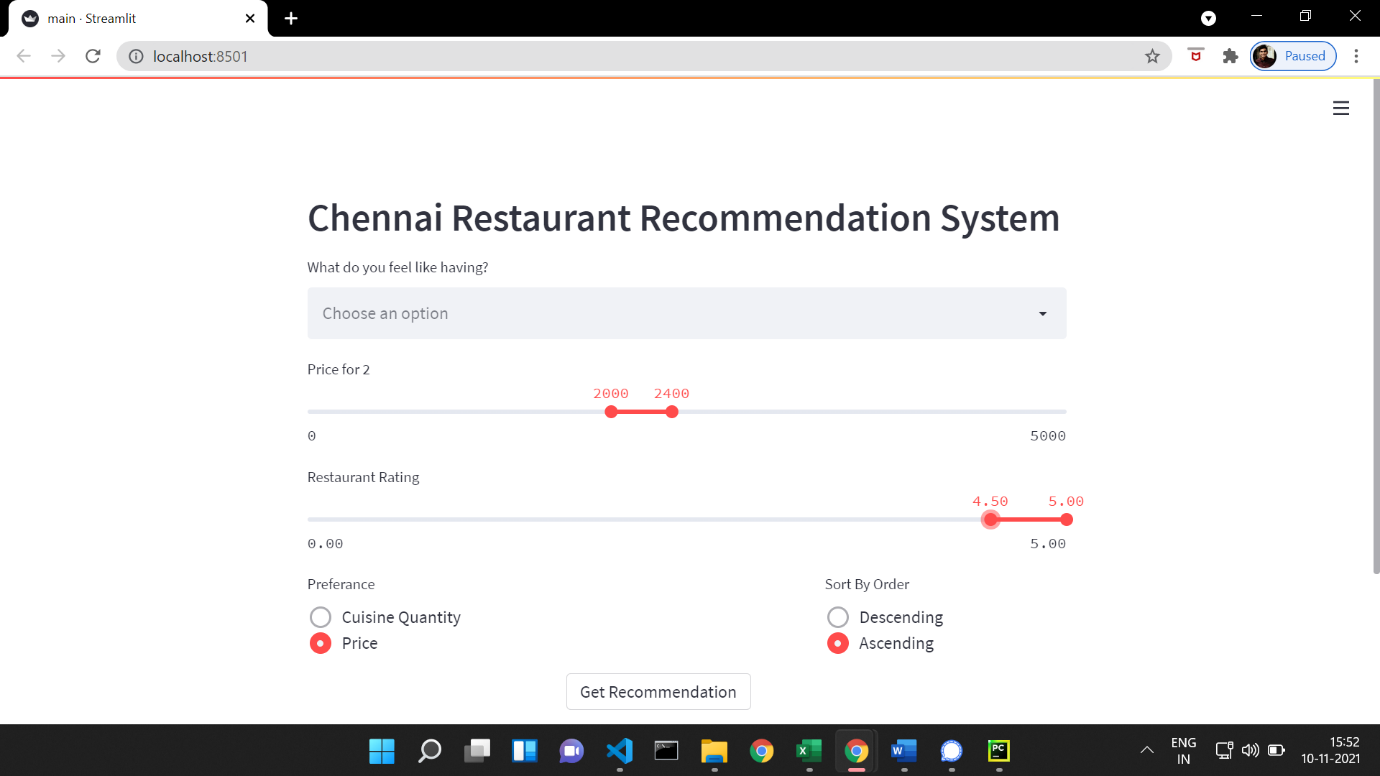 main · Streamlit
localhost:8501
Paused
Chennai Restaurant Recommendation System
What do you feel like having?
Choose an option
Price for 2
2000 2400
0 5000
Restaurant Rating
4.50 5.00
0.00 5.00
Preferance Sort By Order
Cuisine Quantity Descending
Price Ascending
Get Recommendation
ENG 15:52
IN 10-11-2021